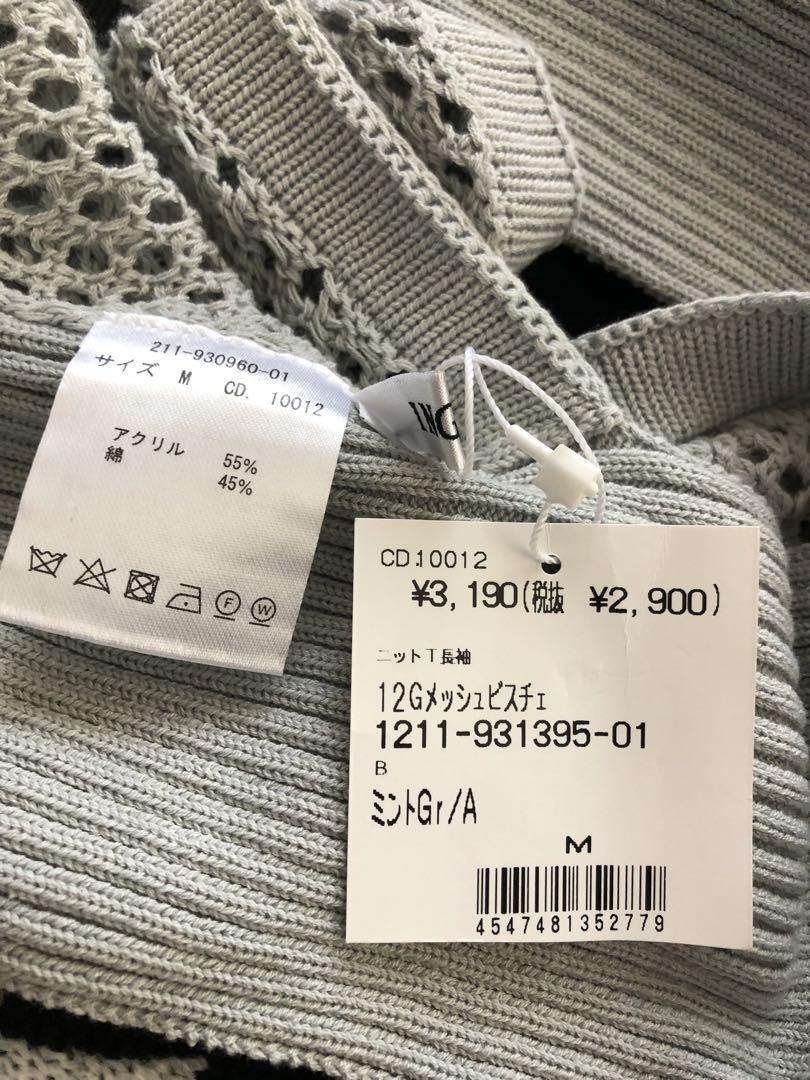 211-930960-01
サイズ M CD. 10012
アクリル 55%
綿 45%
F W
ING
CD.10012
¥3,190(税抜 ¥2,900)
ニットT長袖
12Gメッシュビスチェ
1211-931395-01
B
ミントGr/A
M
4547481352779